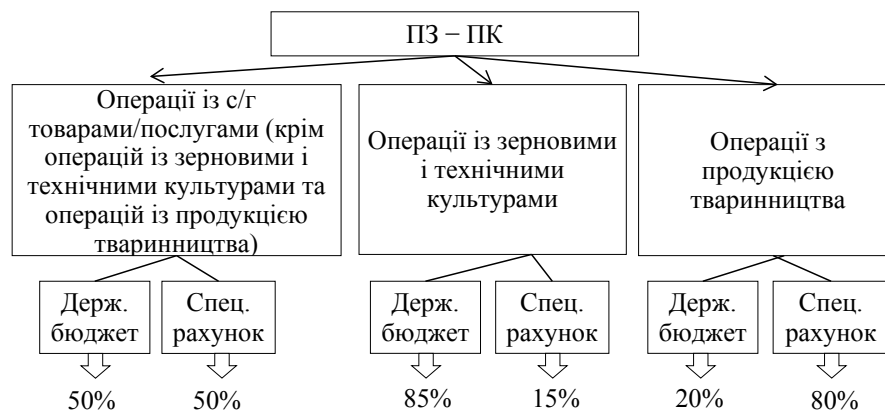 ПЗ – ПК
Операції із с/г
товарами/послугами (крім
операцій із зерновими і
технічними культурами та
операцій із продукцією
тваринництва)
Операції із зерновими
і технічними
культурами
Операції з
продукцією
тваринництва
Держ.
бюджет
Спец.
рахунок
Держ.
бюджет
Спец.
рахунок
Держ.
бюджет
Спец.
рахунок
50%
50%
85%
15%
20%
80%